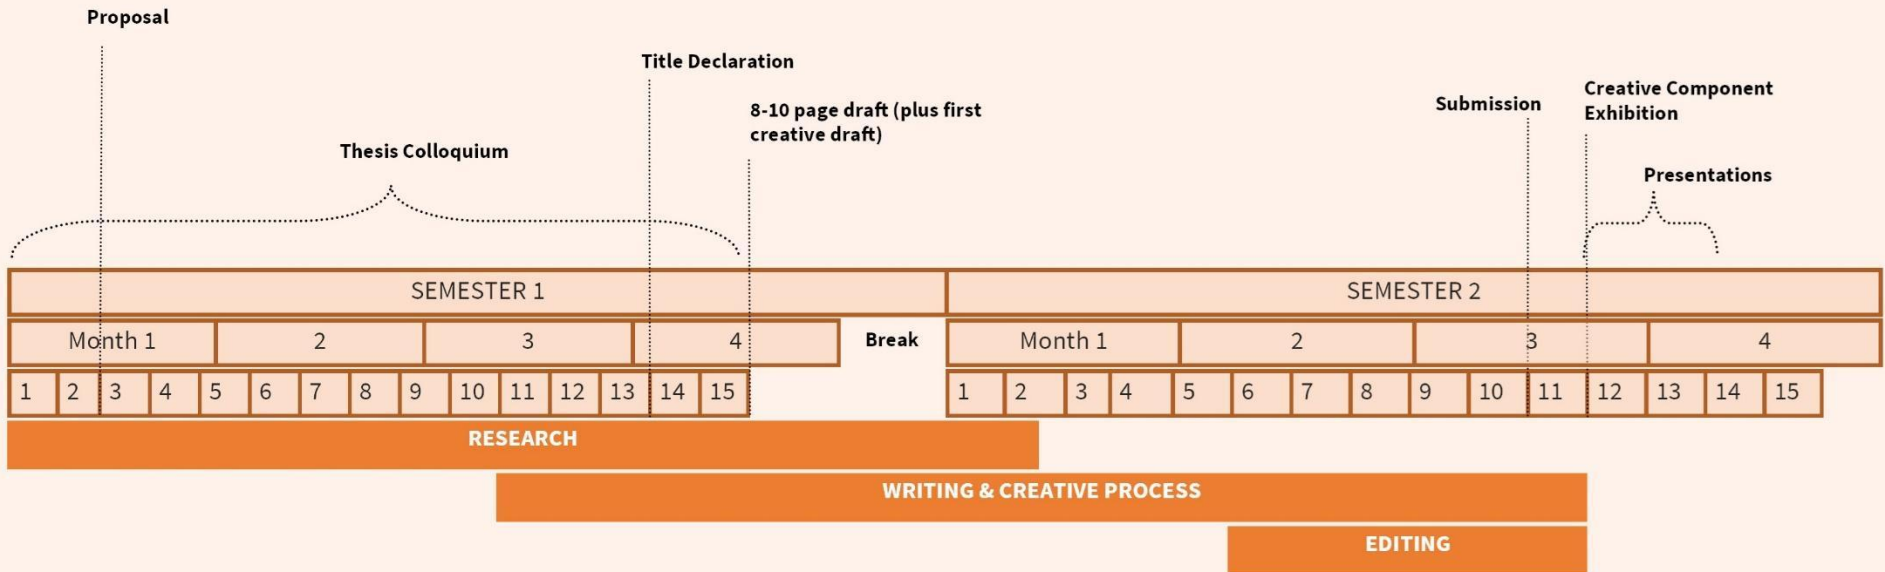 Proposal
Title Declaration
8-10 page draft (plus first
creative draft)
Thesis Colloquium
Submission
Creative Component
Exhibition
Presentations
SEMESTER 1 SEMESTER 2
Month 1 2 3 4 Break Month 1 2 3 4
1 2 3 4 5 6 7 8 9 10 11 12 13 14 15 1 2 3 4 5 6 7 8 9 10 11 12 13 14 15
RESEARCH
WRITING & CREATIVE PROCESS
EDITING